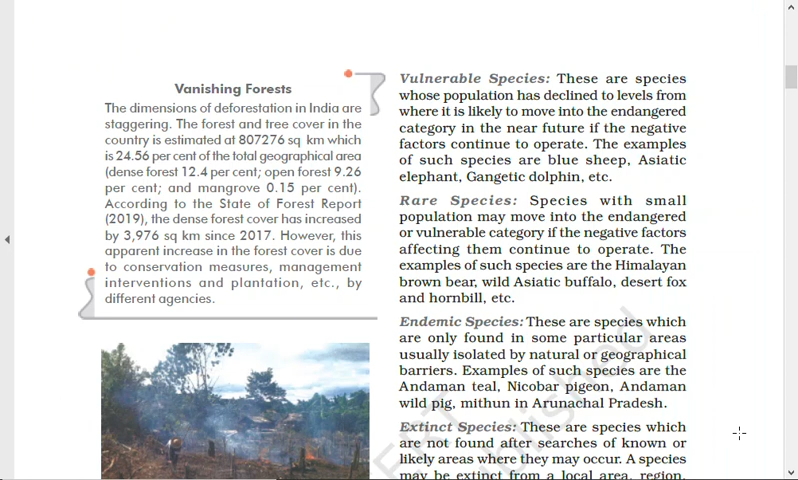 Vanishing Forests
The dimensions of deforestation in India are
staggering. The forest and tree cover in the
country is estimated at 807276 sq km which
is 24.56 per cent of the total geographical area
(dense forest 12.4 per cent; open forest 9.26
per cent; and mangrove 0.15 per cent).
According to the State of Forest Report
(2019), the dense forest cover has increased
by 3,976 sq km since 2017. However, this
apparent increase in the forest cover is due
to conservation measures, management
interventions and plantation, etc., by
different agencies.
Vulnerable Species: These are species
whose population has declined to levels from
where it is likely to move into the endangered
category in the near future if the negative
factors continue to operate. The examples
of such species are blue sheep, Asiatic
elephant, Gangetic dolphin, etc.
Rare Species: Species with small
population may move into the endangered
or vulnerable category if the negative factors
affecting them continue to operate. The
examples of such species are the Himalayan
brown bear, wild Asiatic buffalo, desert fox
and hornbill, etc.
Endemic Species: These are species which
are only found in some particular areas
usually isolated by natural or geographical
barriers. Examples of such species are the
Andaman teal, Nicobar pigeon, Andaman
wild pig, mithun in Arunachal Pradesh.
Extinct Species: These are species which
are not found after searches of known or
likely areas where they may occur. A species
may be extinct from a local area, region,